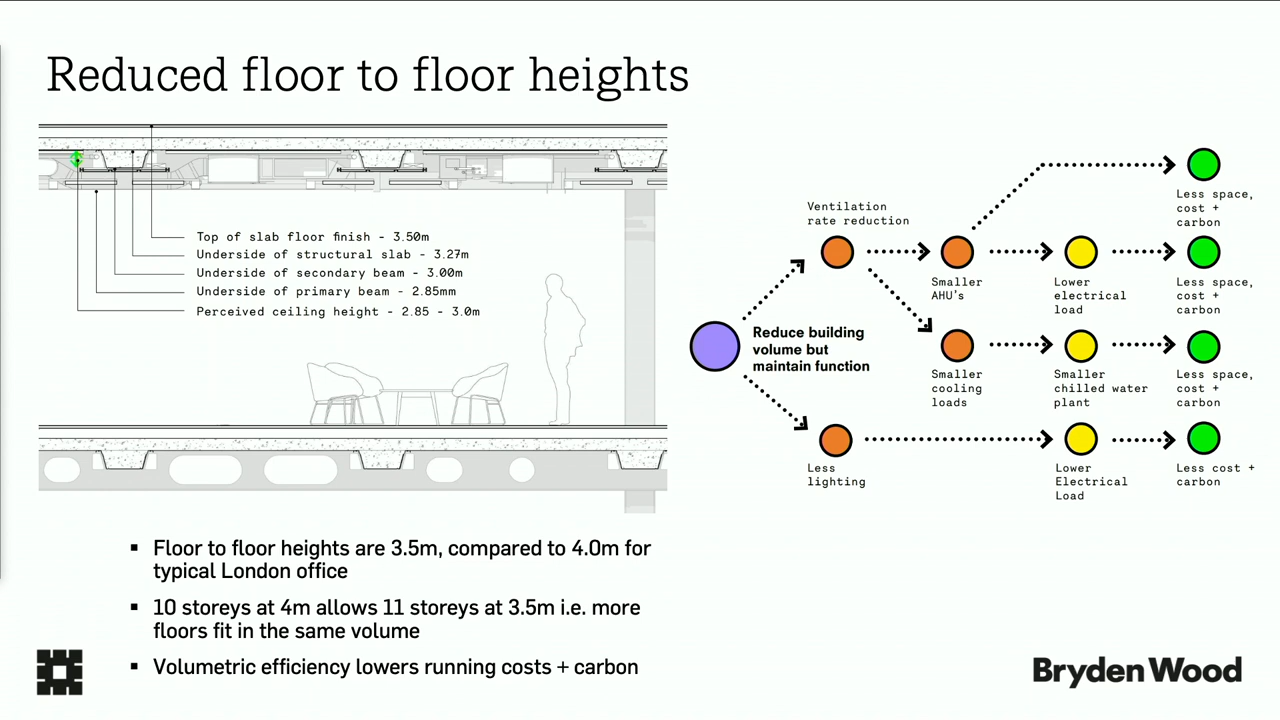 Reduced floor to floor heights
Top of slab floor finish - 3.50m
Underside of structural slab - 3.27m
Underside of secondary beam - 3.00m
Underside of primary beam - 2.85mm
Perceived ceiling height - 2.85 - 3.0m
Ventilation
rate reduction
Less space,
cost +
carbon
Smaller
AHU's
Lower
electrical
load
Less space,
cost +
carbon
Reduce building
volume but
maintain function
Smaller
cooling
loads
Smaller
chilled water
plant
Less space,
cost +
carbon
Less
lighting
Lower
Electrical
Load
Less cost +
carbon
▪ Floor to floor heights are 3.5m, compared to 4.0m for
typical London office
▪ 10 storeys at 4m allows 11 storeys at 3.5m i.e. more
floors fit in the same volume
▪ Volumetric efficiency lowers running costs + carbon
Bryden Wood